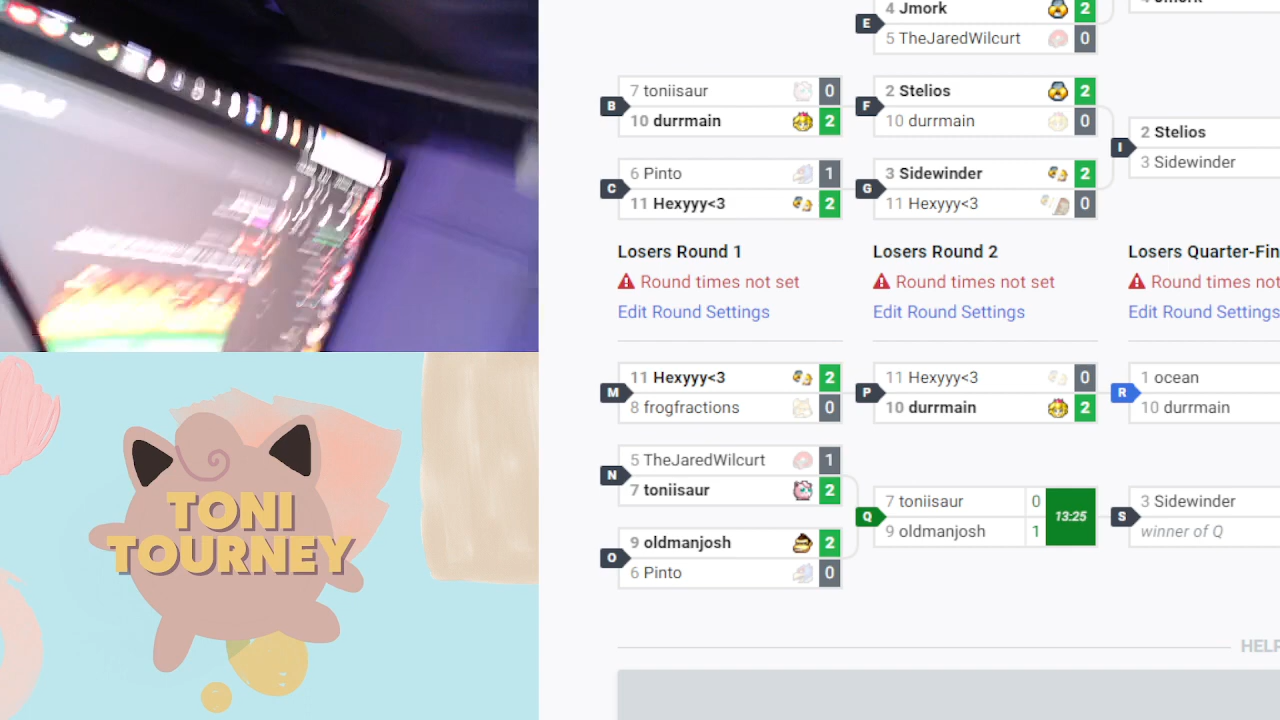 4 Jmork 2
E
5 TheJaredWilcurt 0
7 toniisaur 0
B
10 durrmain 2
2 Stelios 2
F
10 durrmain 0
2 Stelios
I
3 Sidewinder
6 Pinto 1
C
11 Hexyyy<3 2
3 Sidewinder 2
G
11 Hexyyy<3 0
Losers Round 1
Round times not set
Edit Round Settings
Losers Round 2
Round times not set
Edit Round Settings
Losers Quarter-Fin
Round times not
Edit Round Settings
11 Hexyyy<3 2
M
8 frogfractions 0
11 Hexyyy<3 0
P
10 durrmain 2
1 ocean
R
10 durrmain
5 TheJaredWilcurt 1
N
7 toniisaur 2
9 oldmanjosh 2
O
6 Pinto 0
7 toniisaur 0
Q 13:25
9 oldmanjosh 1
3 Sidewinder
S
winner of Q
HELP
TONI
TOURNEY